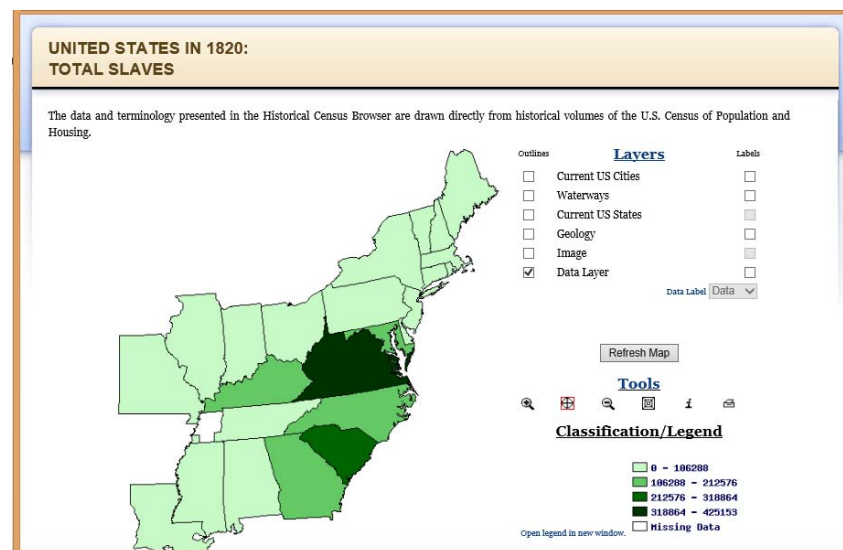 UNITED STATES IN 1820:
TOTAL SLAVES
The data and terminology presented in the Historical Census Browser are drawn directly from historical volumes of the U.S. Census of Population and
Housing.
Outlines Layers Labels
Current US Cities
Waterways
Current US States
Geology
Image
Data Layer
Data Label Data
Refresh Map
Tools
i
Classification/Legend
0 - 106288
106288 - 212576
212576 - 318864
318864 - 425153
Open legend in new window. Missing Data